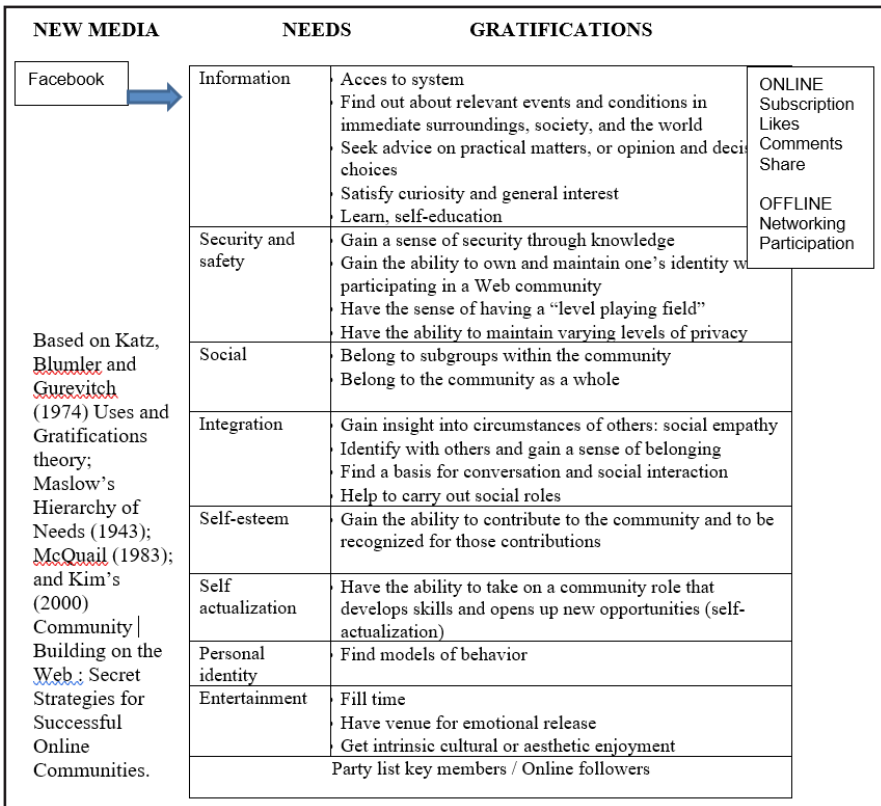 NEW MEDIA NEEDS GRATIFICATIONS
Facebook
Information
Acces to system
Find out about relevant events and conditions in
immediate surroundings, society, and the world
Seek advice on practical matters, or opinion and
choices
Satisfy curiosity and general interest
Learn, self-education
ONLINE
Subscription
Likes
Comments
Share
OFFLINE
Networking
Participation
Security and
safety
Gain a sense of security through knowledge
Gain the ability to own and maintain one’s identity
participating in a Web community
Have the sense of having a “level playing field”
Have the ability to maintain varying levels of privacy
Social
Belong to subgroups within the community
Belong to the community as a whole
Integration
Gain insight into circumstances of others: social empathy
Identify with others and gain a sense of belonging
Find a basis for conversation and social interaction
Help to carry out social roles
Self-esteem
Gain the ability to contribute to the community and to be
recognized for those contributions
Self
actualization
Have the ability to take on a community role that
develops skills and opens up new opportunities (self-
actualization)
Personal
identity
Find models of behavior
Entertainment
Fill time
Have venue for emotional release
Get intrinsic cultural or aesthetic enjoyment
Party list key members / Online followers
Based on Katz,
Blumler and
Gurevitch
(1974) Uses and
Gratifications
theory;
Maslow’s
Hierarchy of
Needs (1943);
McQuail (1983);
and Kim’s
(2000)
Community
Building on the
Web : Secret
Strategies for
Successful
Online
Communities.